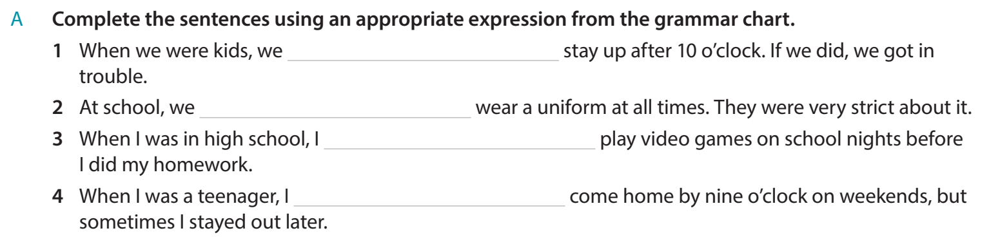 A Complete the sentences using an appropriate expression from the grammar chart.
1 When we were kids, we ____________________ stay up after 10 o’clock. If we did, we got in
trouble.
2 At school, we ____________________ wear a uniform at all times. They were very strict about it.
3 When I was in high school, I ____________________ play video games on school nights before
I did my homework.
4 When I was a teenager, I ____________________ come home by nine o’clock on weekends, but
sometimes I stayed out later.